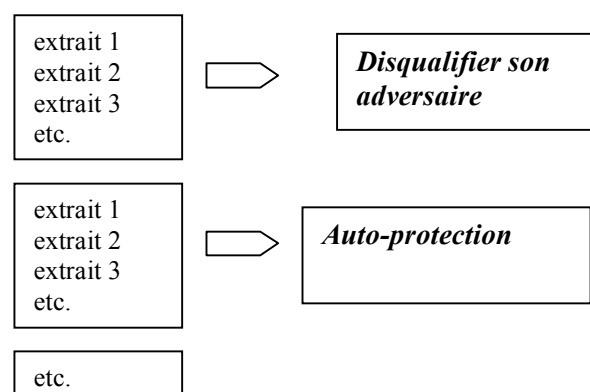 extrait 1
extrait 2
extrait 3
etc.
Disqualifier son
adversaire
extrait 1
extrait 2
extrait 3
etc.
Auto-protection
etc.